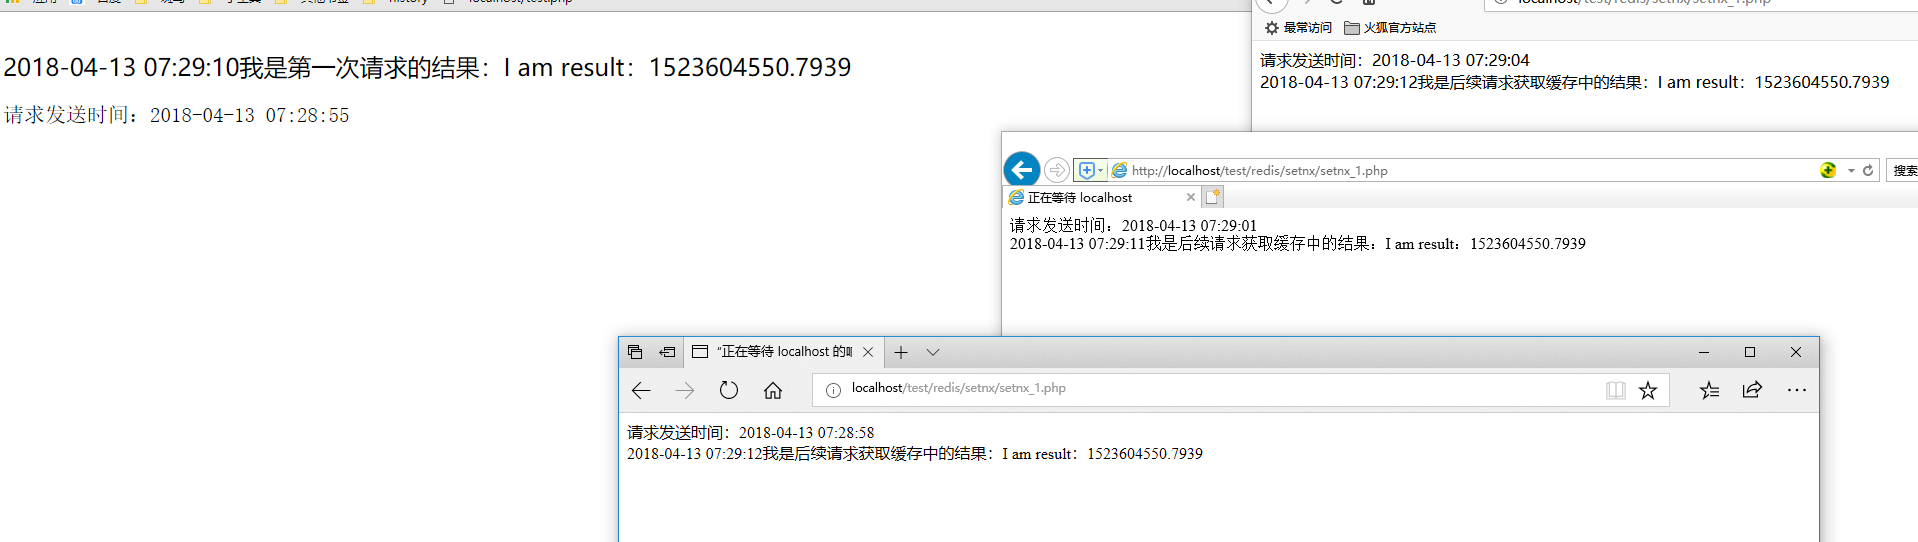 应用 百度 其他书签 history localhost/test.php
2018-04-13 07:29:10我是第一次请求的结果：I am result：1523604550.7939
请求发送时间：2018-04-13 07:28:55
localhost/test/redis/setnx/setnx_1.php
最常访问 火狐官方站点
请求发送时间：2018-04-13 07:29:04
2018-04-13 07:29:12我是后续请求获取缓存中的结果：I am result：1523604550.7939
http://localhost/test/redis/setnx/setnx_1.php 搜索
正在等待 localhost
请求发送时间：2018-04-13 07:29:01
2018-04-13 07:29:11我是后续请求获取缓存中的结果：I am result：1523604550.7939
"正在等待 localhost 的
localhost/test/redis/setnx/setnx_1.php
请求发送时间：2018-04-13 07:28:58
2018-04-13 07:29:12我是后续请求获取缓存中的结果：I am result：1523604550.7939